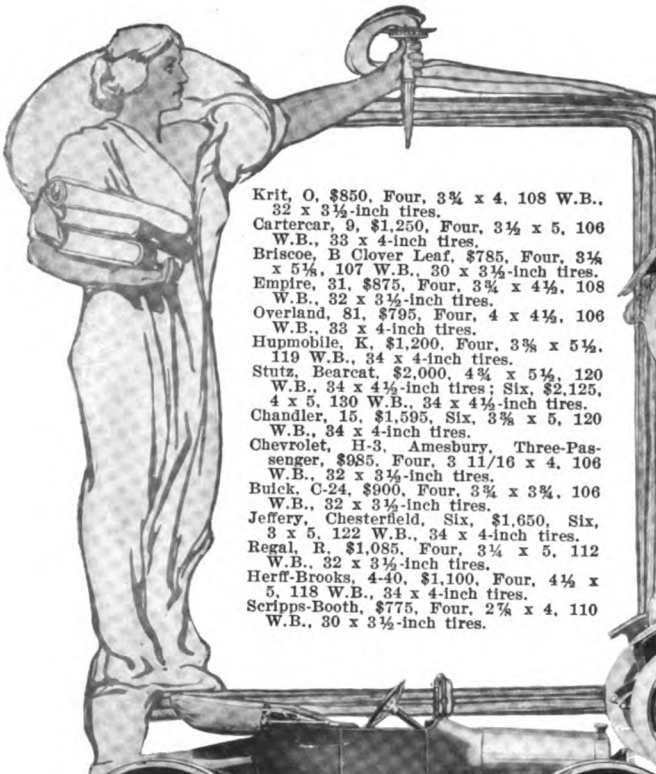 Krit, O, $850, Four, 3¾ x 4, 108 W.B.,
32 x 3½-inch tires.
Cartercar, 9, $1,250, Four, 3½ x 5, 106
W.B., 33 x 4-inch tires.
Briscoe, B Clover Leaf, $785, Four, 3⅛
x 5⅛, 107 W.B., 30 x 3½-inch tires.
Empire, 31, $875, Four, 3¾ x 4½, 108
W.B., 32 x 3½-inch tires.
Overland, 81, $795, Four, 4 x 4½, 106
W.B., 33 x 4-inch tires.
Hupmobile, K, $1,200, Four, 3⅜ x 5½,
119 W.B., 34 x 4-inch tires.
Stutz, Bearcat, $2,000, 4¾ x 5½, 120
W.B., 34 x 4½-inch tires; Six, $2,125,
4 x 5, 130 W.B., 34 x 4½-inch tires.
Chandler, 15, $1,595, Six, 3⅜ x 5, 120
W.B., 34 x 4-inch tires.
Chevrolet, H-3, Amesbury, Three-Pas-
senger, $985, Four, 3 11/16 x 4, 106
W.B., 32 x 3½-inch tires.
Buick, C-24, $900, Four, 3¾ x 3¾, 106
W.B., 32 x 3½-inch tires.
Jeffery, Chesterfield, Six, $1,650, Six,
3 x 5, 122 W.B., 34 x 4-inch tires.
Regal, R, $1,085, Four, 3¼ x 5, 112
W.B., 32 x 3½-inch tires.
Herff-Brooks, 4-40, $1,100, Four, 4½ x
5, 118 W.B., 34 x 4-inch tires.
Scripps-Booth, $775, Four, 2⅞ x 4, 110
W.B., 30 x 3½-inch tires.